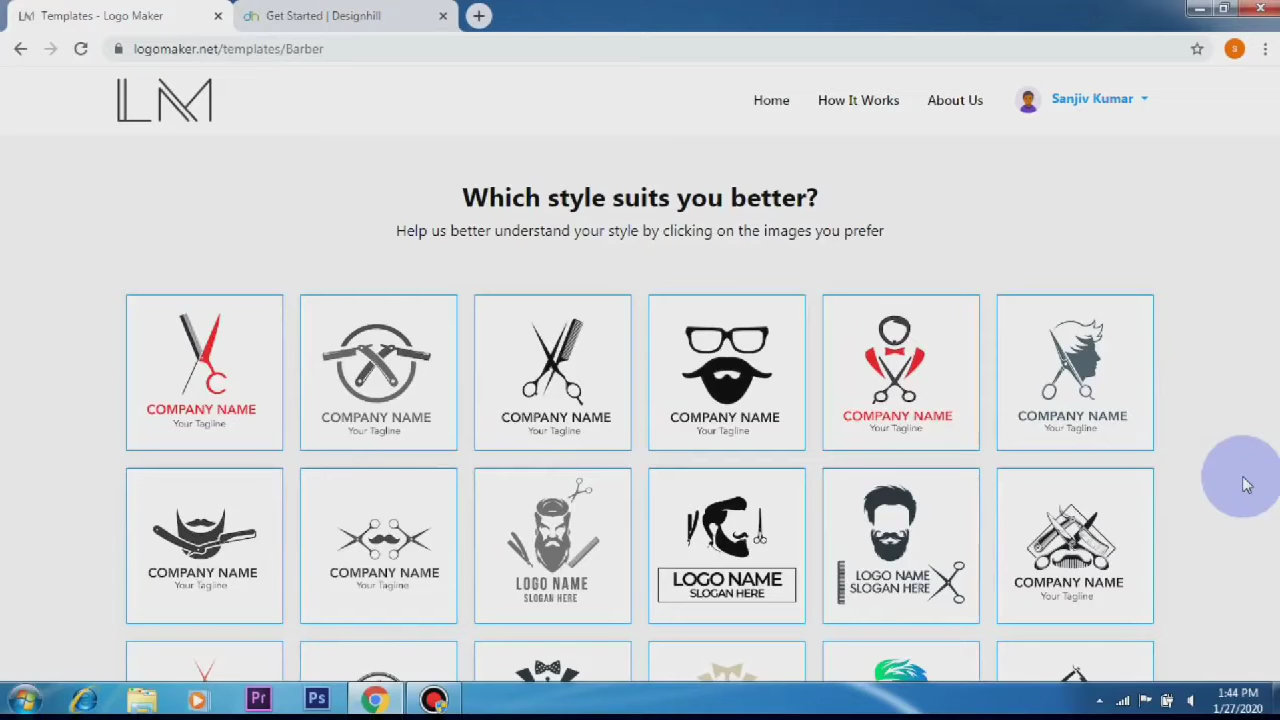 Templates - Logo Maker
Get Started | Designhill
logomaker.net/templates/Barber
S
LM
Home
How It Works
About Us
Sanjiv Kumar
Which style suits you better?
Help us better understand your style by clicking on the images you prefer
COMPANY NAME
Your Tagline
COMPANY NAME
Your Tagline
COMPANY NAME
Your Tagline
COMPANY NAME
Your Tagline
COMPANY NAME
Your Tagline
COMPANY NAME
Your Tagline
COMPANY NAME
Your Tagline
COMPANY NAME
Your Tagline
LOGO NAME
SLOGAN HERE
LOGO NAME
SLOGAN HERE
LOGO NAME
SLOGAN HERE
COMPANY NAME
Your Tagline
Pr
Ps
1:44 PM
1/27/2020